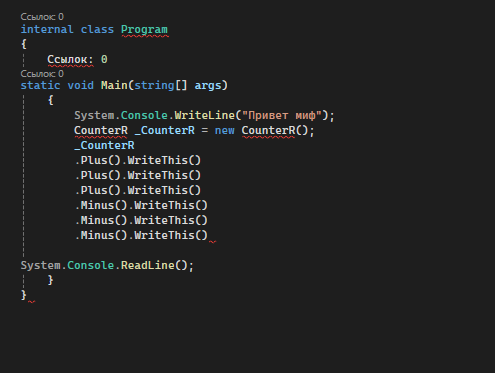 Ссылок: 0
internal class Program
{
Ссылок: 0
Ссылок: 0
static void Main(string[] args)
{
System.Console.WriteLine("Привет миф");
CounterR _CounterR = new CounterR();
_CounterR
.Plus().WriteThis()
.Plus().WriteThis()
.Plus().WriteThis()
.Minus().WriteThis()
.Minus().WriteThis()
.Minus().WriteThis()
System.Console.ReadLine();
}
}